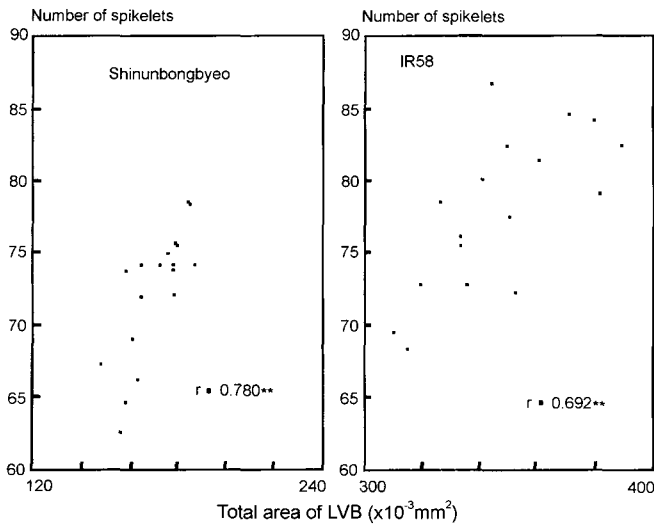 Number of spikelets
90
85
80
75
70
65
60
Shinunbongbyeo
r ▪ 0.780**
120
240
Number of spikelets
90
85
80
75
70
65
60
IR58
r ▪ 0.692**
300
400
Total area of LVB (x10⁻³mm²)